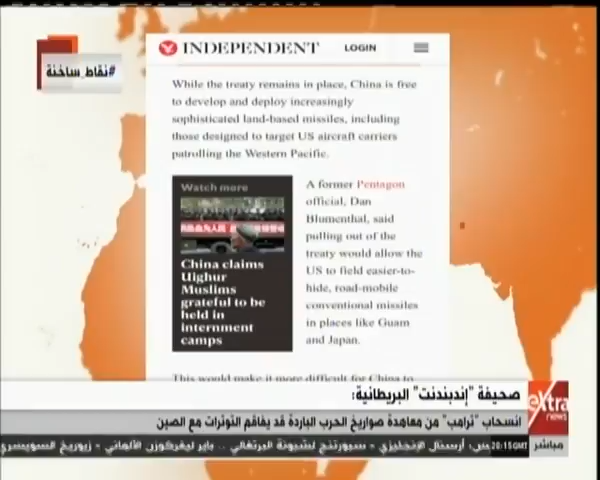 #نقاط_ساخنة
INDEPENDENT
LOGIN
While the treaty remains in place, China is free
to develop and deploy increasingly
sophisticated land-based missiles, including
those designed to target US aircraft carriers
patrolling the Western Pacific.
Watch more
China claims
Uighur
Muslims
grateful to be
held in
internment
camps
A former Pentagon
official, Dan
Blumenthal, said
pulling out of the
treaty would allow the
US to field easier-to-
hide, road-mobile
conventional missiles
in places like Guam
and Japan.
This would make it more difficult for China to
صحيفة "إندبندنت" البريطانية:
انسحاب "ترامب" من معاهدة صواريخ الحرب الباردة قد يفاقم التوترات مع الصين
eXtra
news
مباشر
20:15GMT
أرسنال الإنجليزي - سبورتنج لشبونة البرتغالي .. باير ليفركوزن الألماني - زيوريخ السويسري